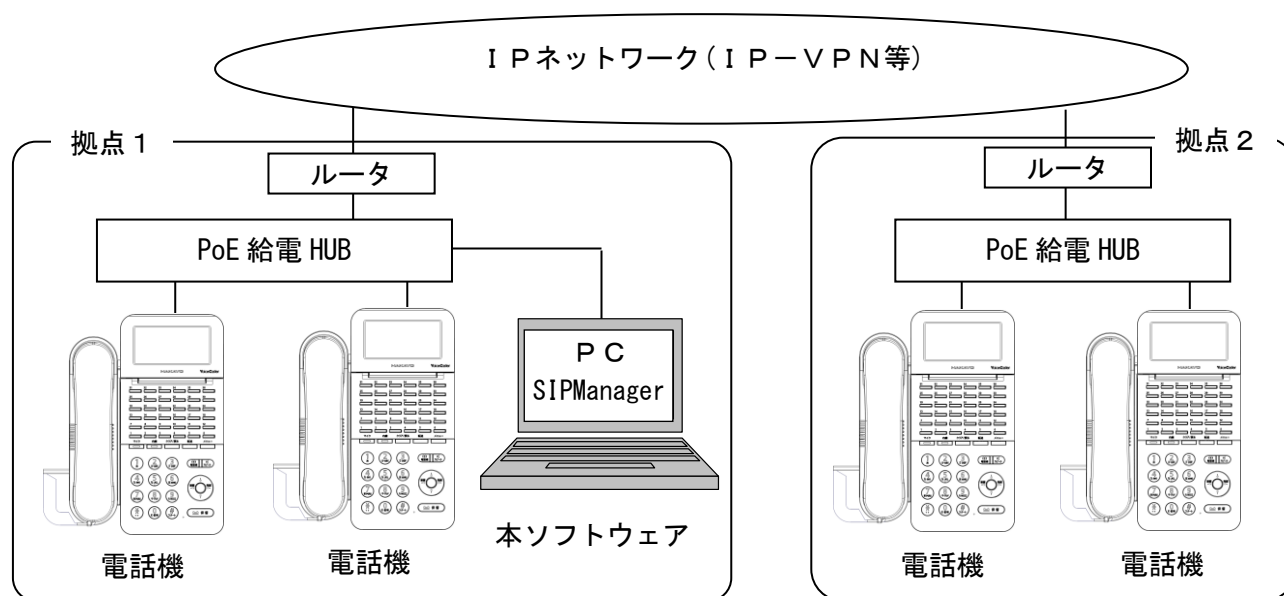 ＩＰネットワーク(ＩＰ－ＶＰＮ等)
拠点１
拠点２
ルータ
ルータ
PoE 給電 HUB
PoE 給電 HUB
ＰＣ
SIPManager
本ソフトウェア
電話機
電話機
電話機
電話機